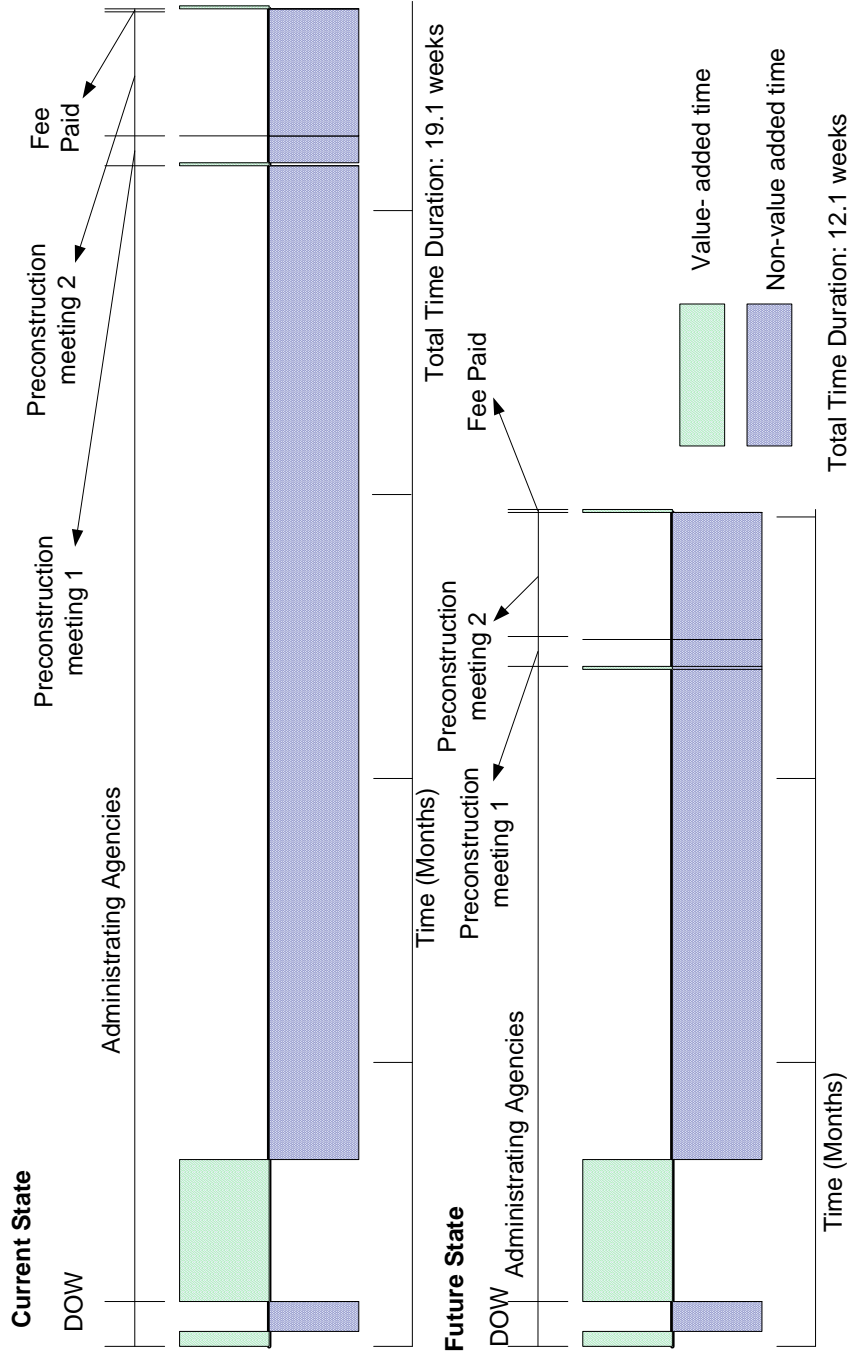 Current State
DOW
Administrating Agencies
Preconstruction
meeting 1
Preconstruction
meeting 2
Fee
Paid
Time (Months)
Total Time Duration: 19.1 weeks
Future State
DOW
Administrating Agencies
Preconstruction
meeting 1
Preconstruction
meeting 2
Fee Paid
Time (Months)
Value- added time
Non-value added time
Total Time Duration: 12.1 weeks